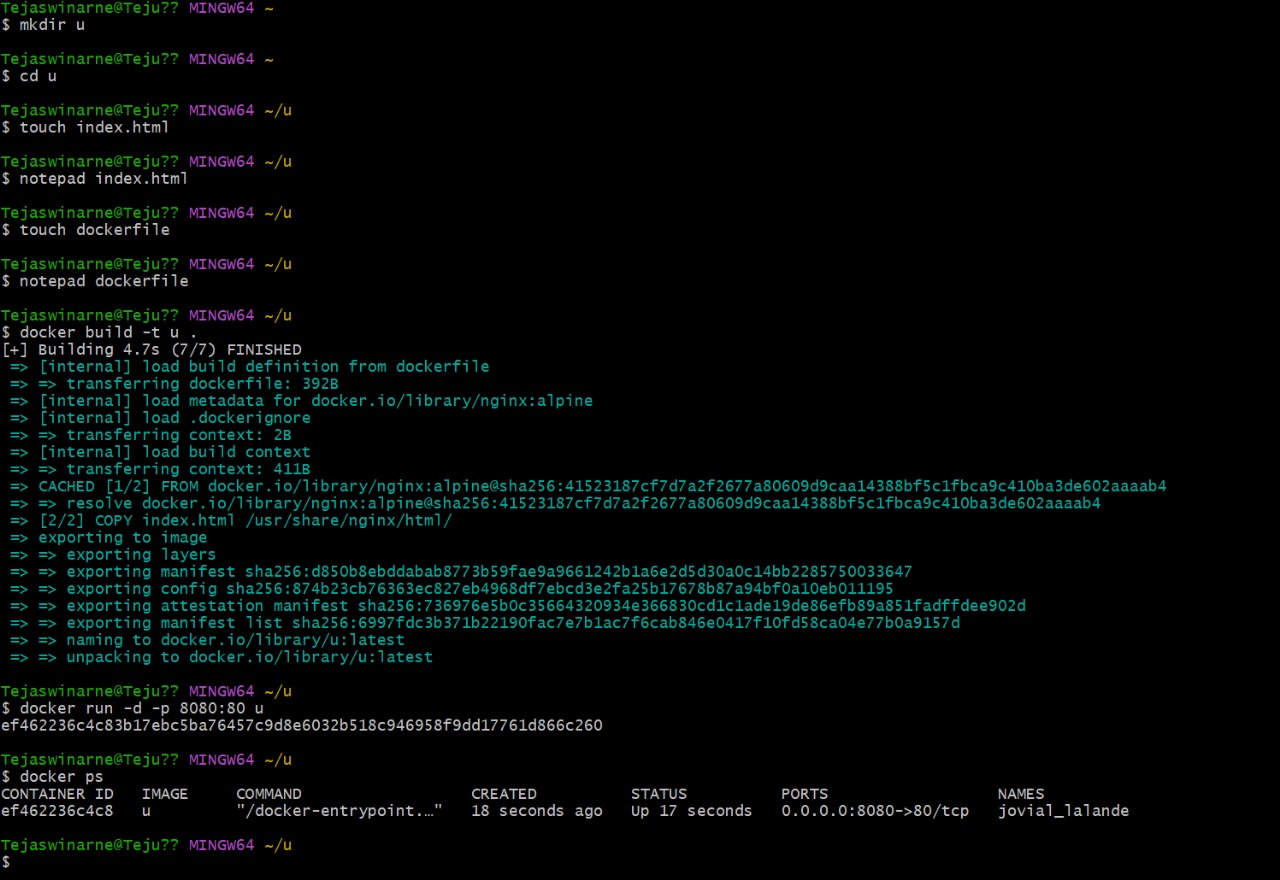 Tejaswinarne@Teju?? MINGW64 ~
$ mkdir u
Tejaswinarne@Teju?? MINGW64 ~
$ cd u
Tejaswinarne@Teju?? MINGW64 ~/u
$ touch index.html
Tejaswinarne@Teju?? MINGW64 ~/u
$ notepad index.html
Tejaswinarne@Teju?? MINGW64 ~/u
$ touch dockerfile
Tejaswinarne@Teju?? MINGW64 ~/u
$ notepad dockerfile
Tejaswinarne@Teju?? MINGW64 ~/u
$ docker build -t u .
[+] Building 4.7s (7/7) FINISHED
=> [internal] load build definition from dockerfile
=> => transferring dockerfile: 392B
=> [internal] load metadata for docker.io/library/nginx:alpine
=> [internal] load .dockerignore
=> => transferring context: 2B
=> [internal] load build context
=> => transferring context: 411B
=> CACHED [1/2] FROM docker.io/library/nginx:alpine@sha256:41523187cf7d7a2f2677a80609d9caa14388bf5c1fbca9c410ba3de602aaaab4
=> => resolve docker.io/library/nginx:alpine@sha256:41523187cf7d7a2f2677a80609d9caa14388bf5c1fbca9c410ba3de602aaaab4
=> [2/2] COPY index.html /usr/share/nginx/html/
=> exporting to image
=> => exporting layers
=> => exporting manifest sha256:d850b8ebddabab8773b59fae9a9661242b1a6e2d5d30a0c14bb2285750033647
=> => exporting config sha256:874b23cb76363ec827eb4968df7ebcd3e2fa25b17678b87a94bf0a10eb011195
=> => exporting attestation manifest sha256:736976e5b0c35664320934e366830cd1c1ade19de86efb89a851fadffdee902d
=> => exporting manifest list sha256:6997fdc3b371b22190fac7e7b1ac7f6cab846e0417f10fd58ca04e77b0a9157d
=> => naming to docker.io/library/u:latest
=> => unpacking to docker.io/library/u:latest
Tejaswinarne@Teju?? MINGW64 ~/u
$ docker run -d -p 8080:80 u
ef462236c4c83b17ebc5ba76457c9d8e6032b518c946958f9dd17761d866c260
Tejaswinarne@Teju?? MINGW64 ~/u
$ docker ps
CONTAINER ID IMAGE COMMAND CREATED STATUS PORTS NAMES
ef462236c4c8 u "/docker-entrypoint.…" 18 seconds ago Up 17 seconds 0.0.0.0:8080->80/tcp jovial_lalande
Tejaswinarne@Teju?? MINGW64 ~/u
$